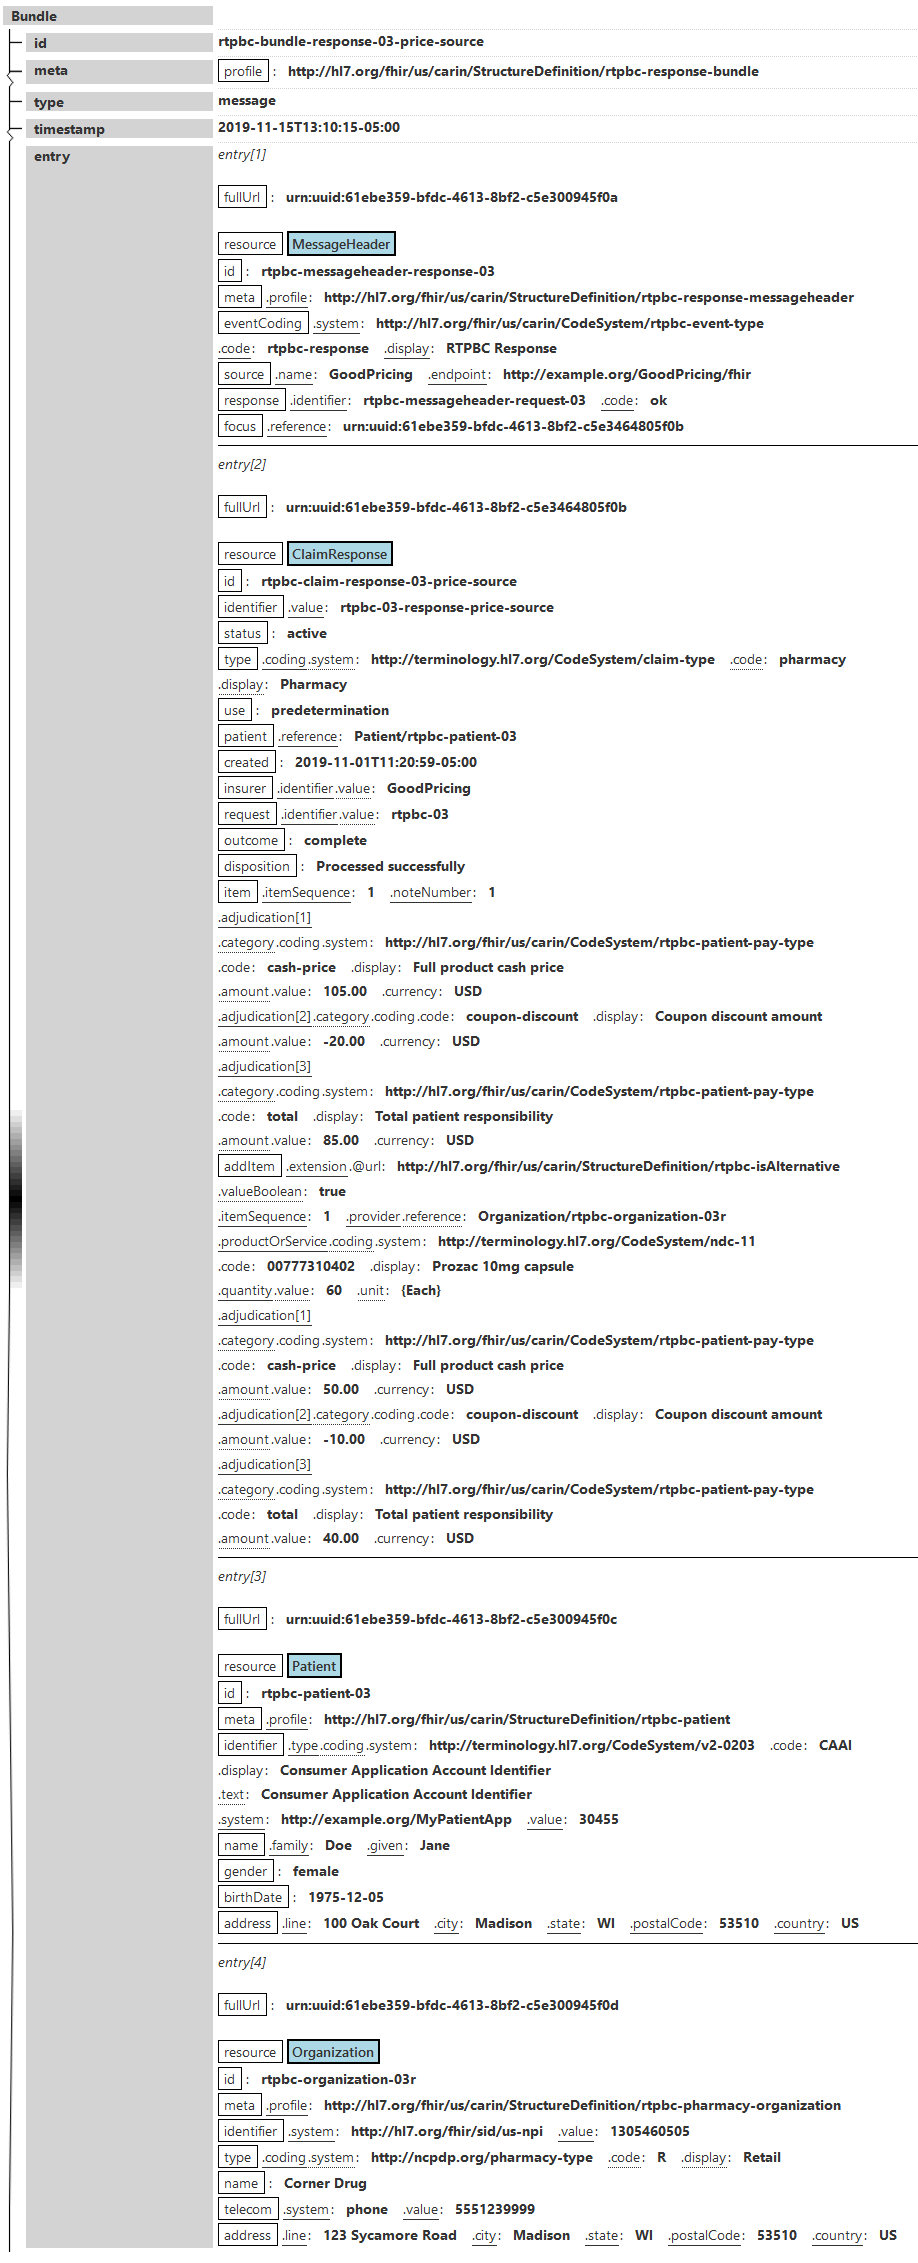 Bundle
id rtpbc-bundle-response-03-price-source
meta profile : http://hl7.org/fhir/us/carin/StructureDefinition/rtpbc-response-bundle
type message
timestamp 2019-11-15T13:10:15-05:00
entry entry[1]
fullUrl : urn:uuid:61ebe359-bfdc-4613-8bf2-c5e300945f0a
resource MessageHeader
id : rtpbc-messageheader-response-03
meta .profile: http://hl7.org/fhir/us/carin/StructureDefinition/rtpbc-response-messageheader
eventCoding .system: http://hl7.org/fhir/us/carin/CodeSystem/rtpbc-event-type
.code: rtpbc-response .display: RTPBC Response
source .name: GoodPricing .endpoint: http://example.org/GoodPricing/fhir
response .identifier: rtpbc-messageheader-request-03 .code: ok
focus .reference: urn:uuid:61ebe359-bfdc-4613-8bf2-c5e3464805f0b
entry[2]
fullUrl : urn:uuid:61ebe359-bfdc-4613-8bf2-c5e3464805f0b
resource ClaimResponse
id : rtpbc-claim-response-03-price-source
identifier .value: rtpbc-03-response-price-source
status : active
type .coding.system: http://terminology.hl7.org/CodeSystem/claim-type .code: pharmacy
.display: Pharmacy
use : predetermination
patient .reference: Patient/rtpbc-patient-03
created : 2019-11-01T11:20:59-05:00
insurer .identifier.value: GoodPricing
request .identifier.value: rtpbc-03
outcome : complete
disposition : Processed successfully
item .itemSequence: 1 .noteNumber: 1
.adjudication[1]
.category.coding.system: http://hl7.org/fhir/us/carin/CodeSystem/rtpbc-patient-pay-type
.code: cash-price .display: Full product cash price
.amount.value: 105.00 .currency: USD
.adjudication[2].category.coding.code: coupon-discount .display: Coupon discount amount
.amount.value: -20.00 .currency: USD
.adjudication[3]
.category.coding.system: http://hl7.org/fhir/us/carin/CodeSystem/rtpbc-patient-pay-type
.code: total .display: Total patient responsibility
.amount.value: 85.00 .currency: USD
addItem .extension.@url: http://hl7.org/fhir/us/carin/StructureDefinition/rtpbc-isAlternative
.valueBoolean: true
.itemSequence: 1 .provider.reference: Organization/rtpbc-organization-03r
.productOrService.coding.system: http://terminology.hl7.org/CodeSystem/ndc-11
.code: 00777310402 .display: Prozac 10mg capsule
.quantity.value: 60 .unit: {Each}
.adjudication[1]
.category.coding.system: http://hl7.org/fhir/us/carin/CodeSystem/rtpbc-patient-pay-type
.code: cash-price .display: Full product cash price
.amount.value: 50.00 .currency: USD
.adjudication[2].category.coding.code: coupon-discount .display: Coupon discount amount
.amount.value: -10.00 .currency: USD
.adjudication[3]
.category.coding.system: http://hl7.org/fhir/us/carin/CodeSystem/rtpbc-patient-pay-type
.code: total .display: Total patient responsibility
.amount.value: 40.00 .currency: USD
entry[3]
fullUrl : urn:uuid:61ebe359-bfdc-4613-8bf2-c5e300945f0c
resource Patient
id : rtpbc-patient-03
meta .profile: http://hl7.org/fhir/us/carin/StructureDefinition/rtpbc-patient
identifier .type.coding.system: http://terminology.hl7.org/CodeSystem/v2-0203 .code: CAAI
.display: Consumer Application Account Identifier
.text: Consumer Application Account Identifier
.system: http://example.org/MyPatientApp .value: 30455
name .family: Doe .given: Jane
gender : female
birthDate : 1975-12-05
address .line: 100 Oak Court .city: Madison .state: WI .postalCode: 53510 .country: US
entry[4]
fullUrl : urn:uuid:61ebe359-bfdc-4613-8bf2-c5e300945f0d
resource Organization
id : rtpbc-organization-03r
meta .profile: http://hl7.org/fhir/us/carin/StructureDefinition/rtpbc-pharmacy-organization
identifier .system: http://hl7.org/fhir/sid/us-npi .value: 1305460505
type .coding.system: http://ncpdp.org/pharmacy-type .code: R .display: Retail
name : Corner Drug
telecom .system: phone .value: 5551239999
address .line: 123 Sycamore Road .city: Madison .state: WI .postalCode: 53510 .country: US